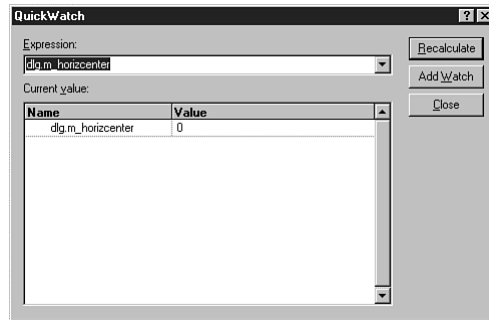 QuickWatch
Expression:
dlg.m_horizcenter
Recalculate
Add Watch
Close
Current value:
Name Value
dlg.m_horizcenter 0